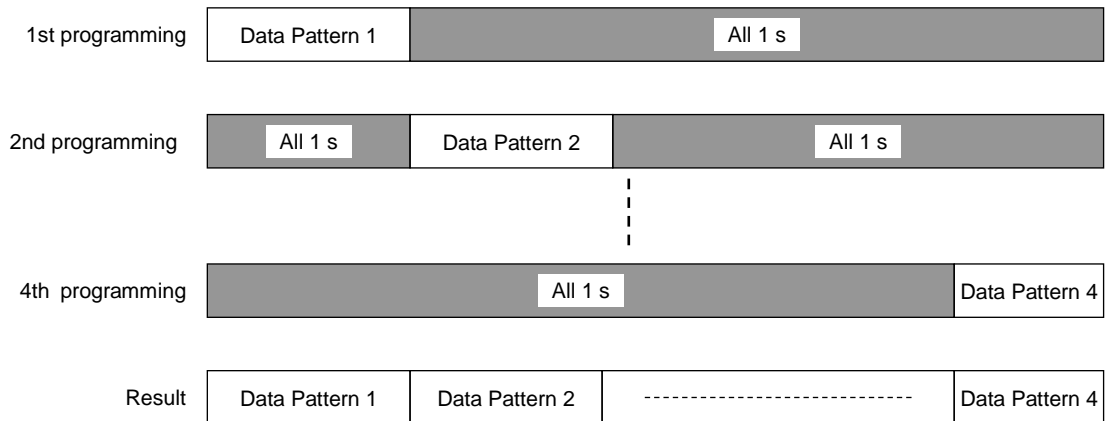 1st programming Data Pattern 1 All 1 s
2nd programming All 1 s Data Pattern 2 All 1 s
4th programming All 1 s Data Pattern 4
Result Data Pattern 1 Data Pattern 2 Data Pattern 4